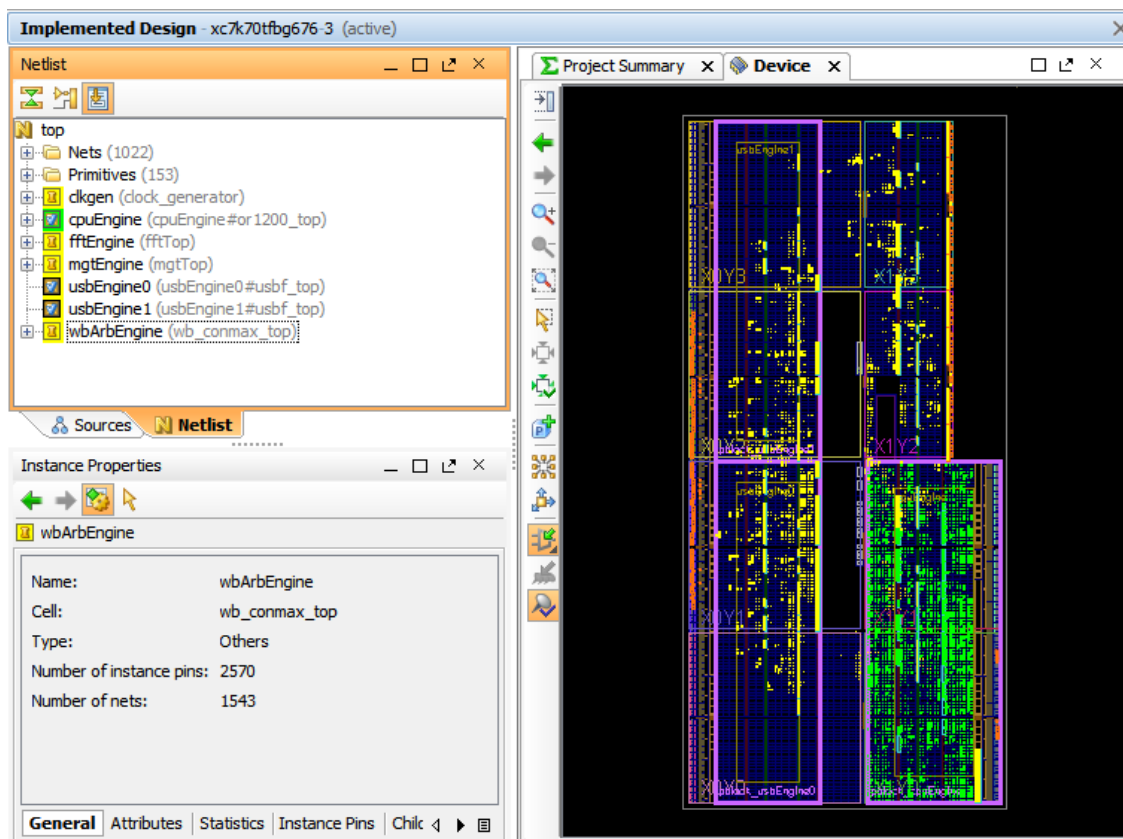 Implemented Design - xc7k70tfbg676-3 (active)
Netlist
top
Nets (1022)
Primitives (153)
clkgen (clock_generator)
cpuEngine (cpuEngine#or1200_top)
fftEngine (fftTop)
mgtEngine (mgtTop)
usbEngine0 (usbEngine0#usbf_top)
usbEngine1 (usbEngine1#usbf_top)
wbArbEngine (wb_conmax_top)
Sources
Netlist
Instance Properties
wbArbEngine
Name: wbArbEngine
Cell: wb_conmax_top
Type: Others
Number of instance pins: 2570
Number of nets: 1543
General Attributes Statistics Instance Pins Chilc
Project Summary
Device
usbEngine1
X0Y3 X1Y3
X0Y2 X1Y2
usbEngine0
X0Y1
X0Y0
pblock_usbEngine0